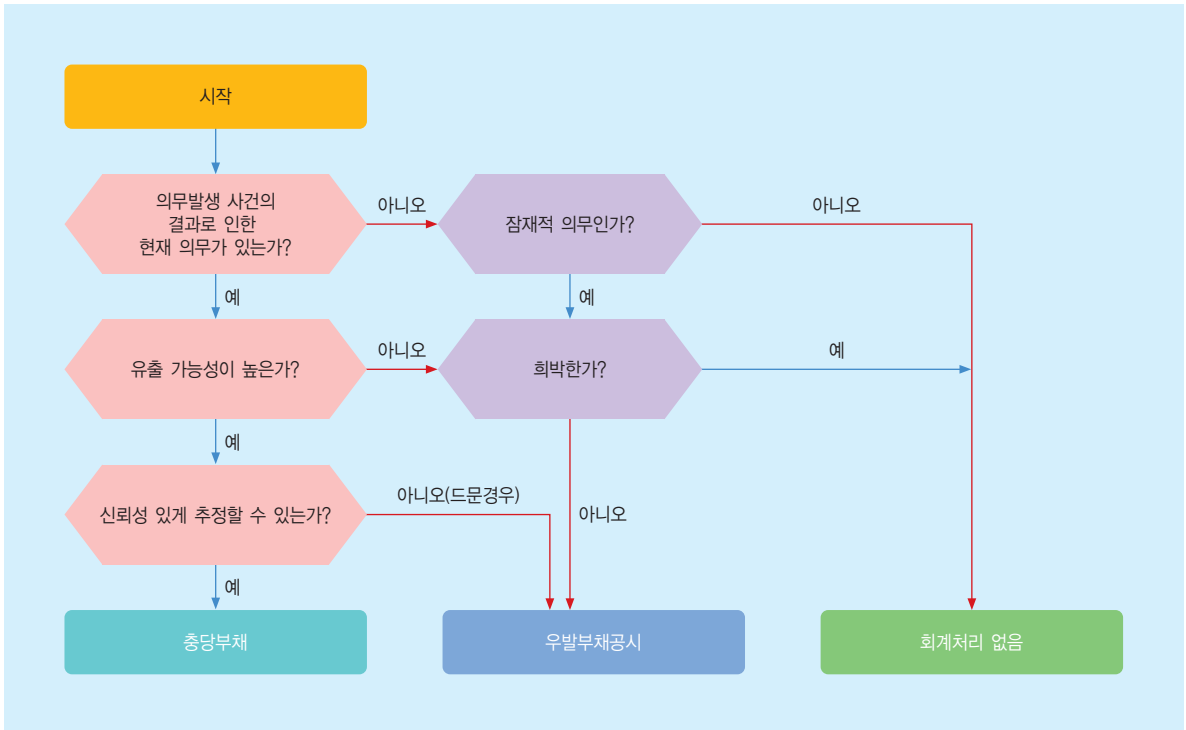 시작
의무발생 사건의
결과로 인한
현재 의무가 있는가?
아니오
잠재적 의무인가?
아니오
예
예
유출 가능성이 높은가?
아니오
희박한가?
예
예
신뢰성 있게 추정할 수 있는가?
아니오(드문경우)
아니오
예
충당부채
우발부채공시
회계처리 없음